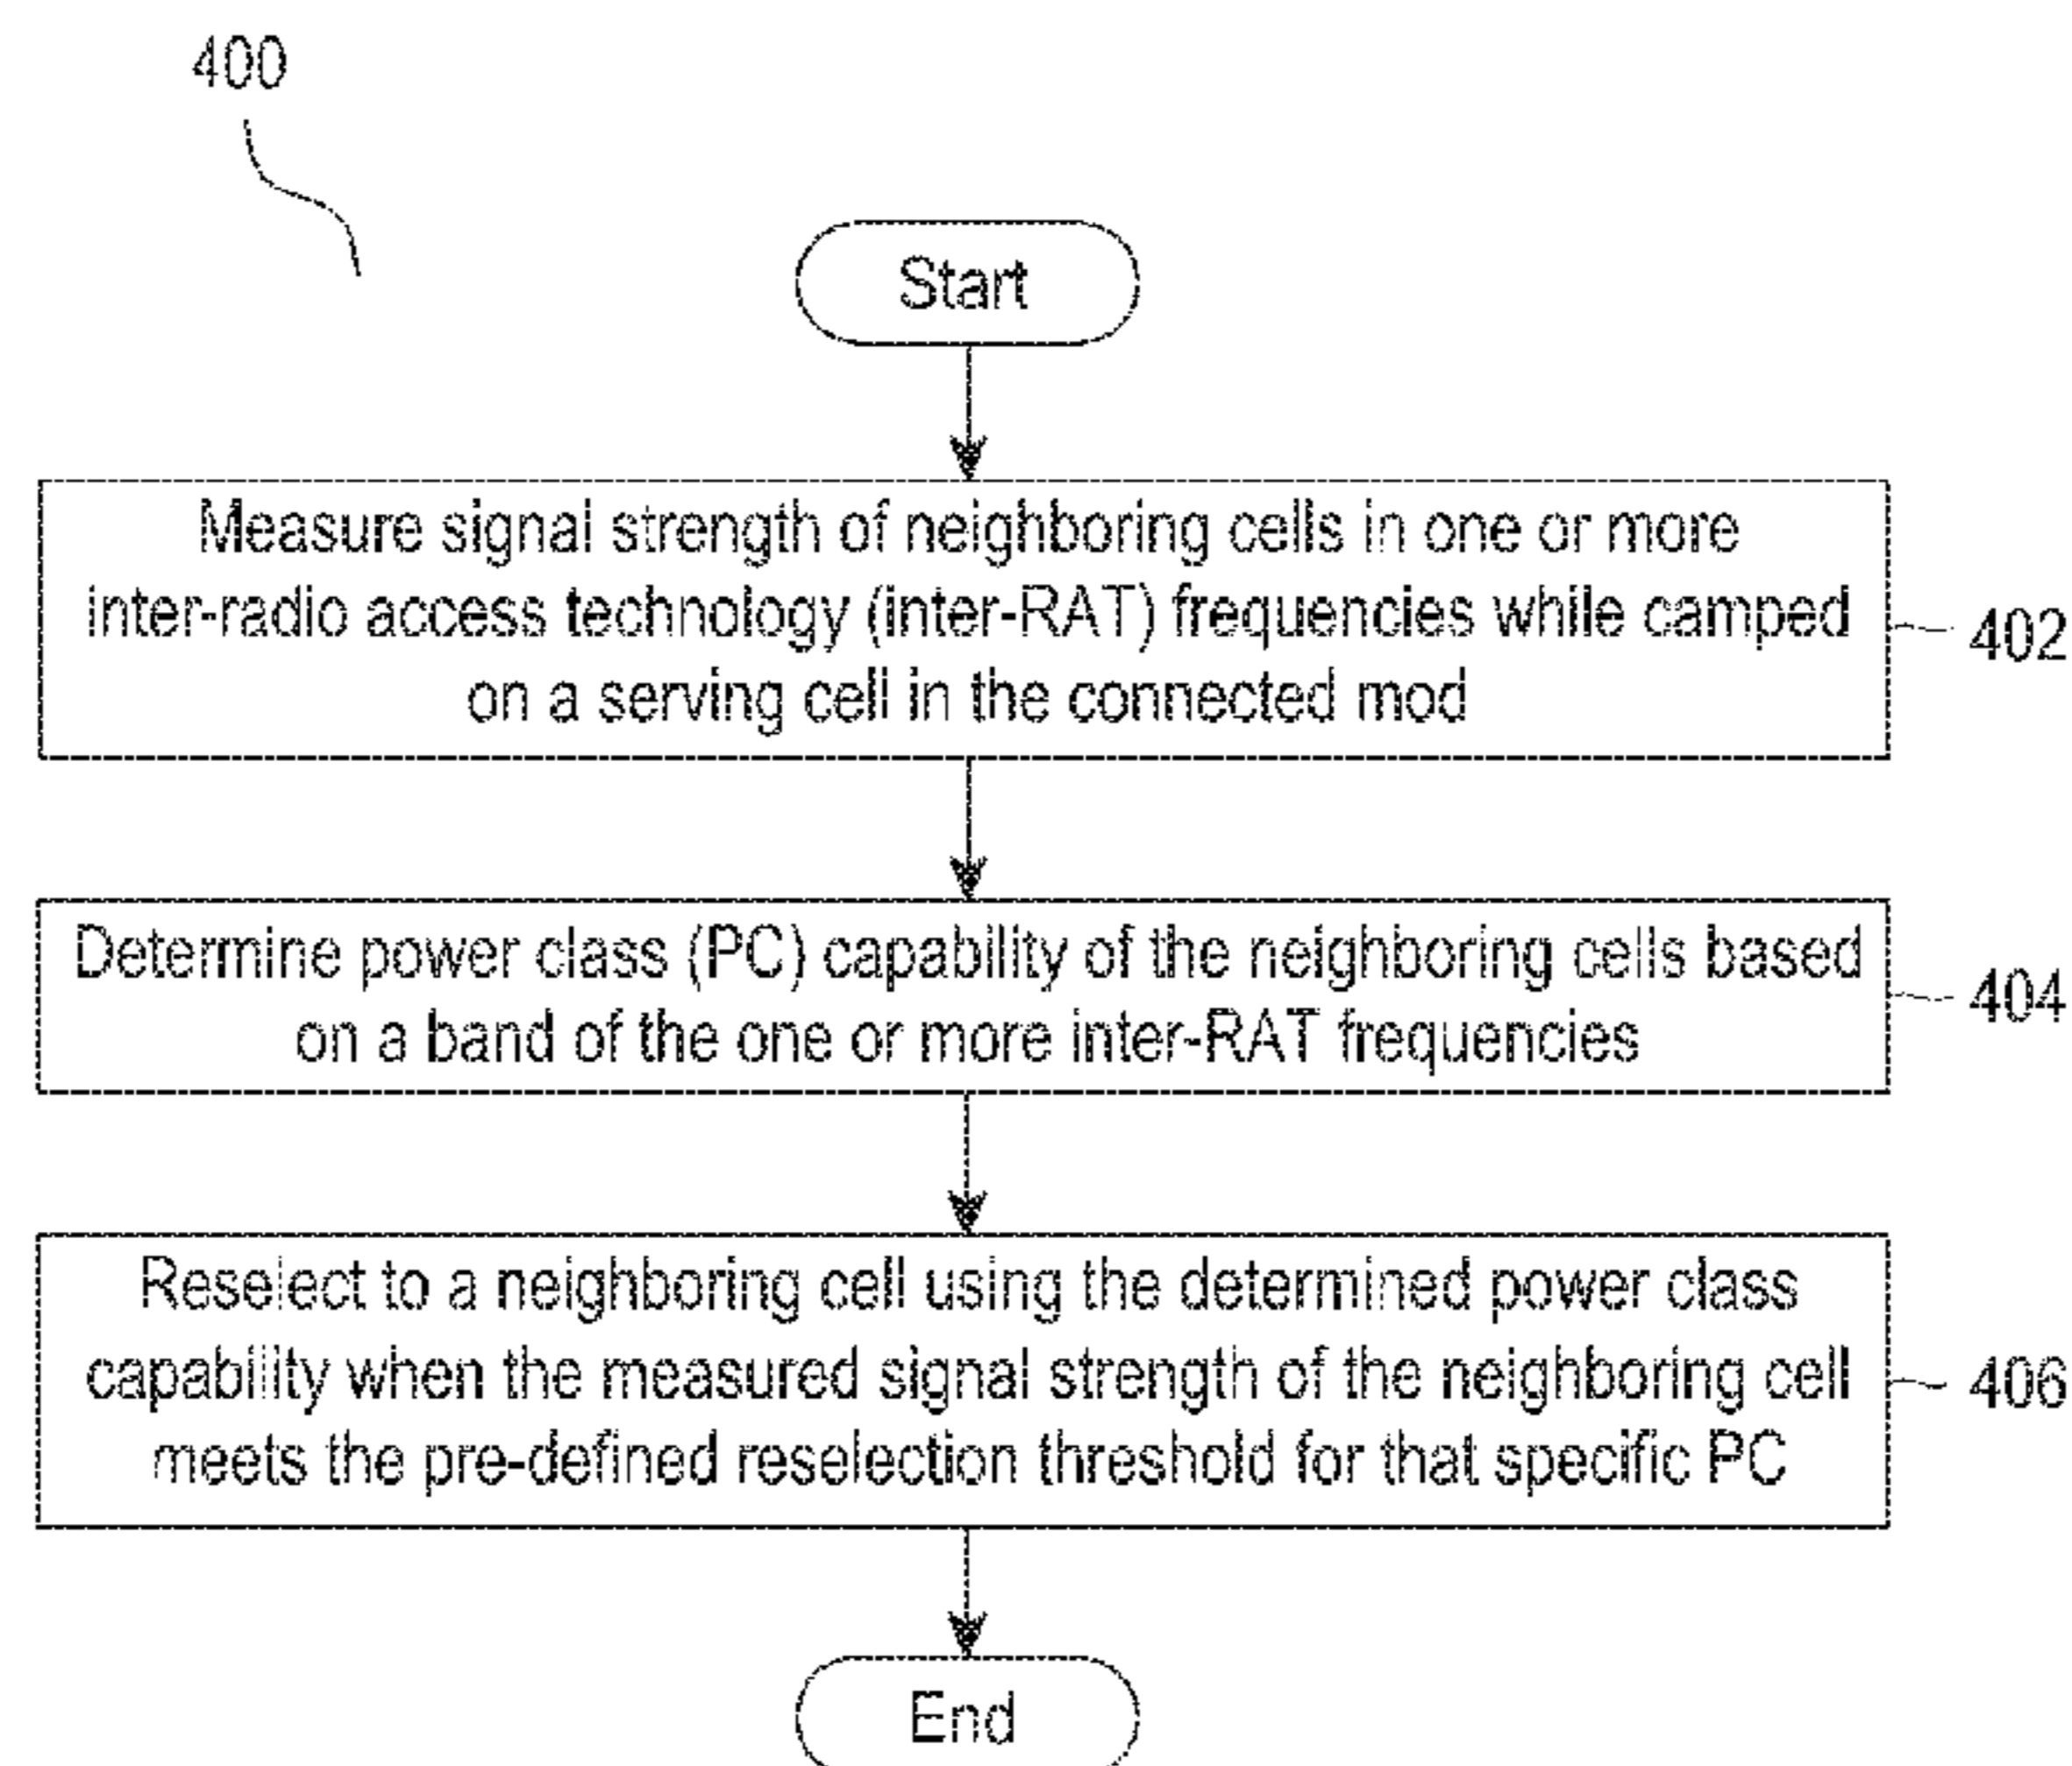 400
Start
Measure signal strength of neighboring cells in one or more
inter-radio access technology (inter-RAT) frequencies while camped
on a serving cell in the connected mod
402
Determine power class (PC) capability of the neighboring cells based
on a band of the one or more inter-RAT frequencies
404
Reselect to a neighboring cell using the determined power class
capability when the measured signal strength of the neighboring cell
meets the pre-defined reselection threshold for that specific PC
406
End